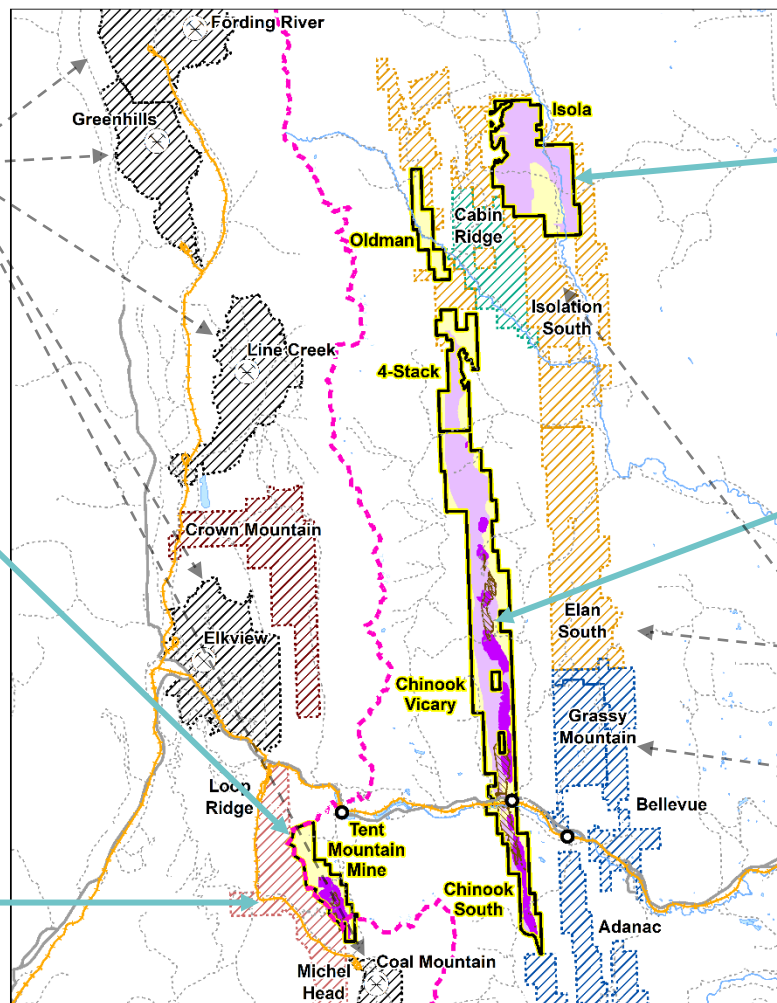 Fording River
Greenhills
Isola
Cabin
Ridge
Oldman
Isolation
South
Line Creek
4-Stack
Crown Mountain
Elkview
Elan
South
Chinook
Vicary
Grassy
Mountain
Loop
Ridge
Bellevue
Tent
Mountain
Mine
Chinook
South
Adanac
Coal Mountain
Michel
Head